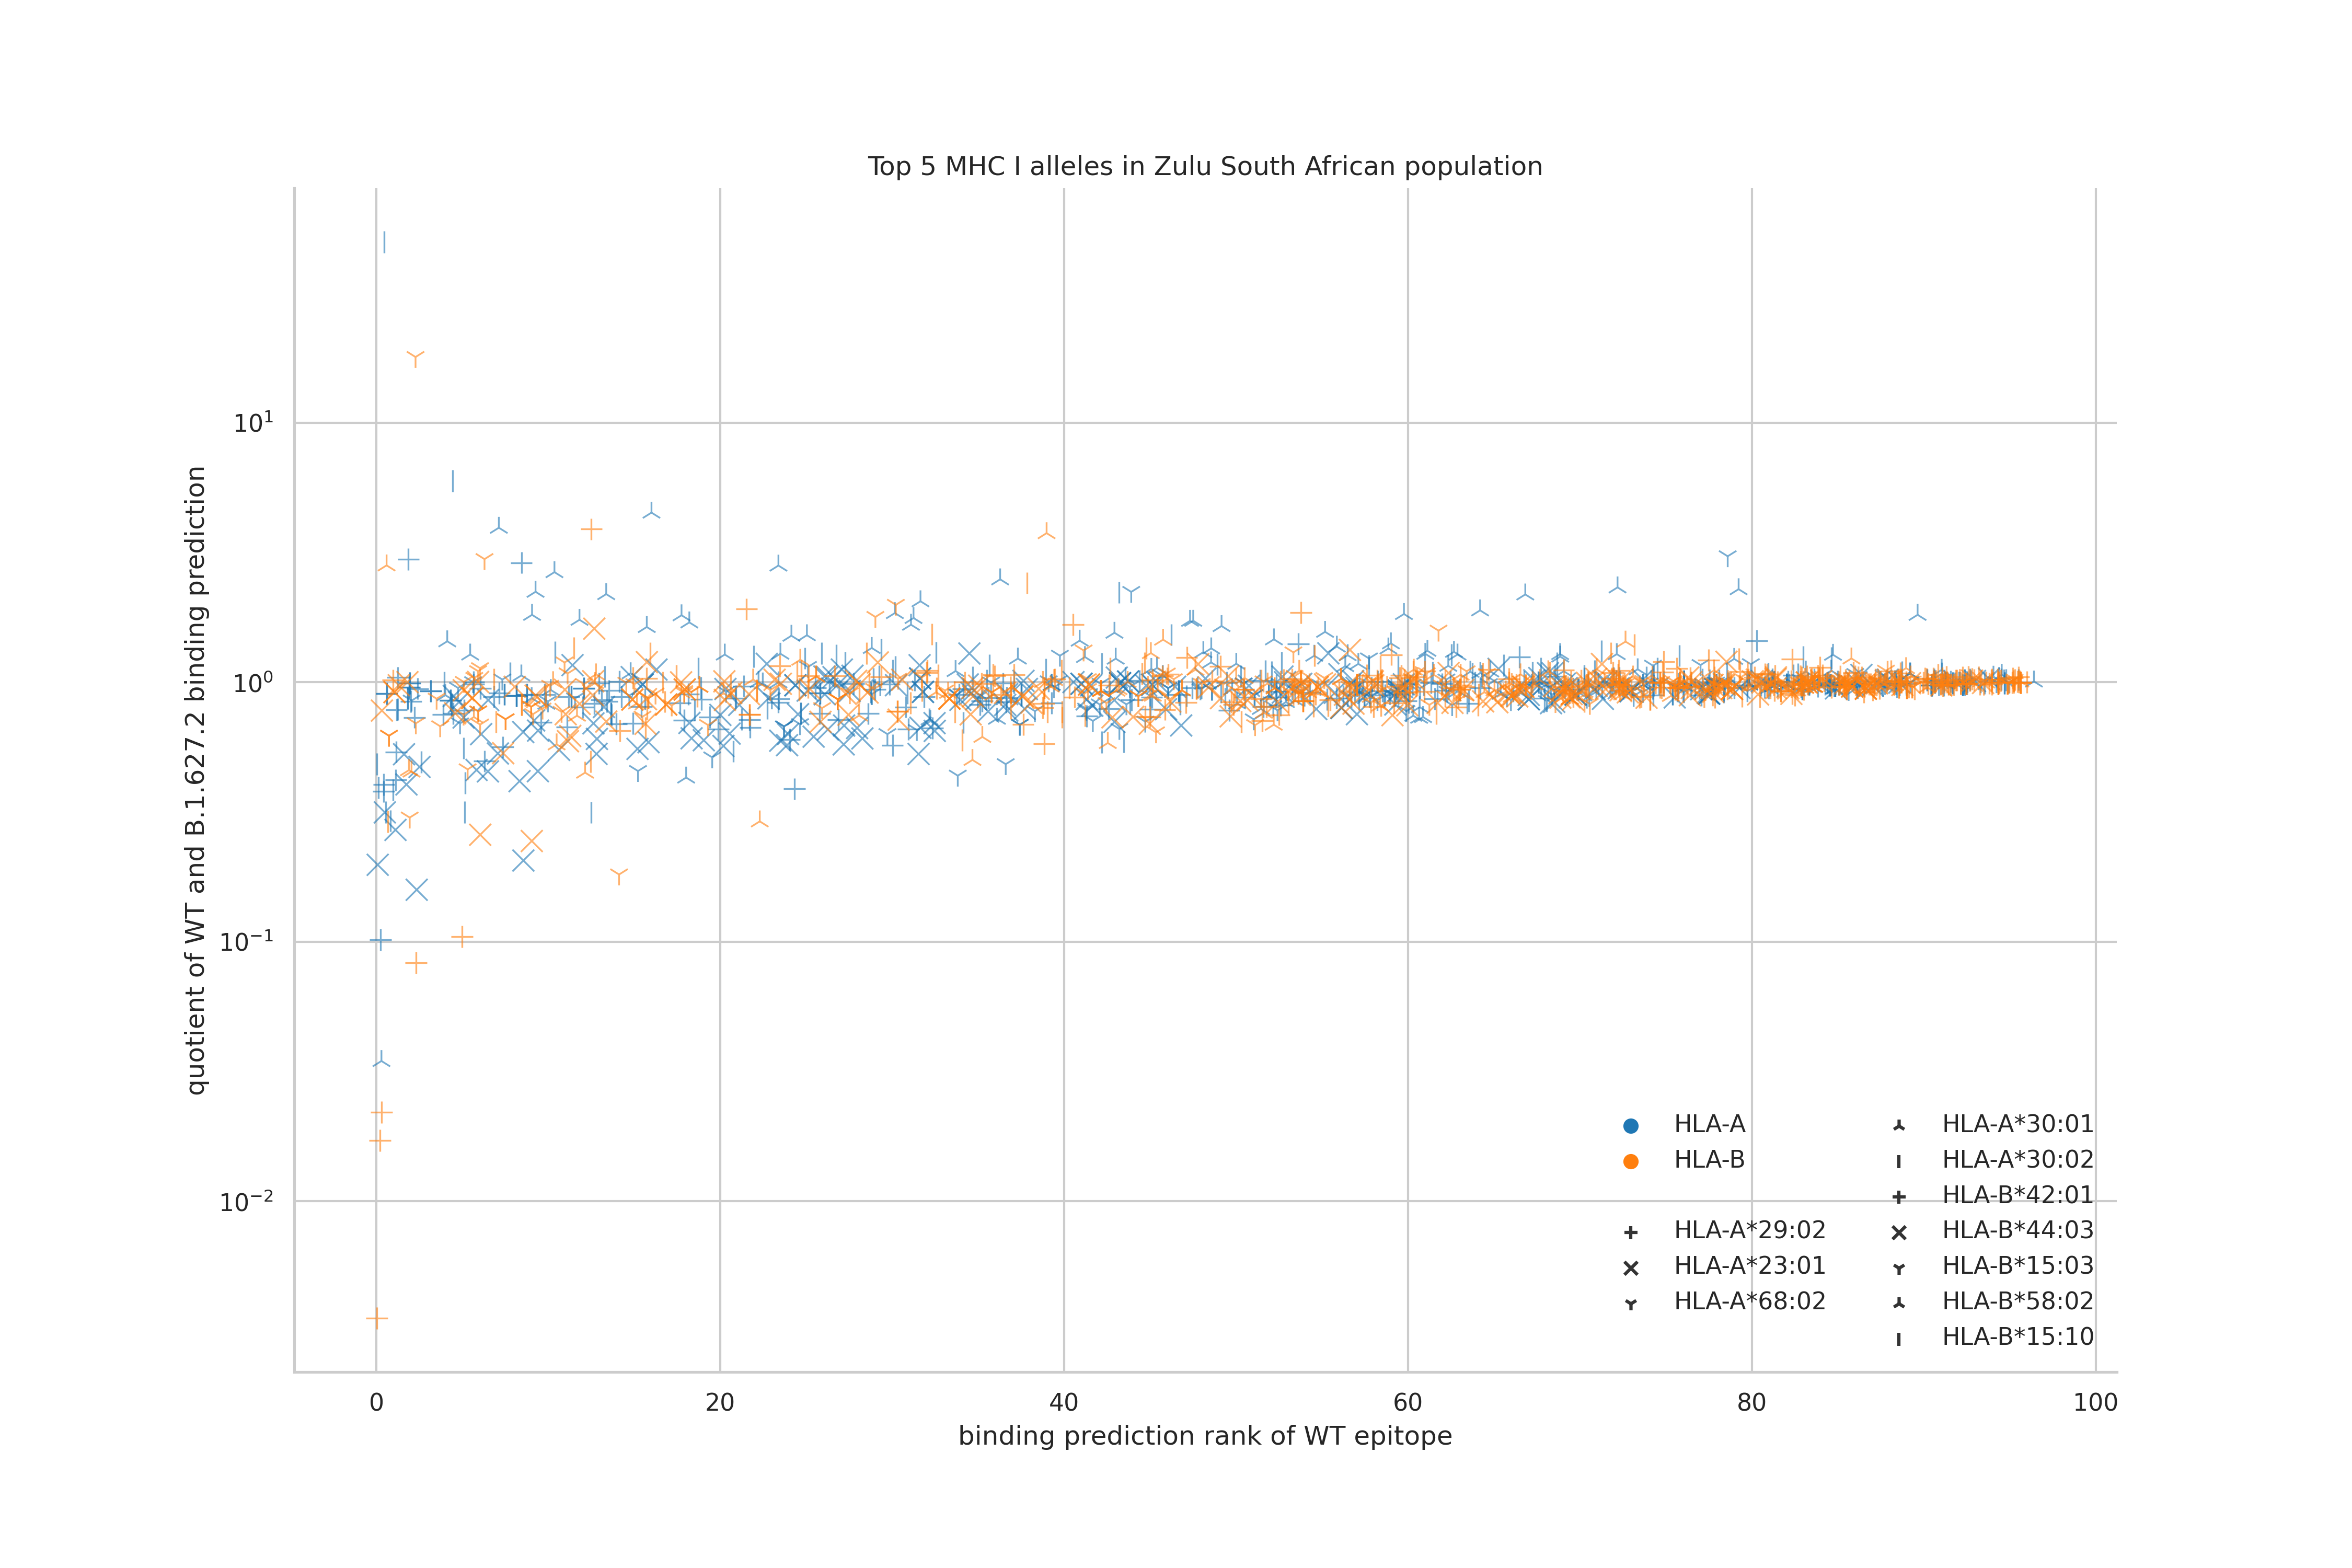 Top 5 MHC I alleles in Zulu South African population
quotient of WT and B.1.627.2 binding prediction
10¹
10⁰
10⁻¹
10⁻²
0
20
40
60
80
100
binding prediction rank of WT epitope
HLA-A
HLA-B
HLA-A*29:02
HLA-A*23:01
HLA-A*68:02
HLA-A*30:01
HLA-A*30:02
HLA-B*42:01
HLA-B*44:03
HLA-B*15:03
HLA-B*58:02
HLA-B*15:10